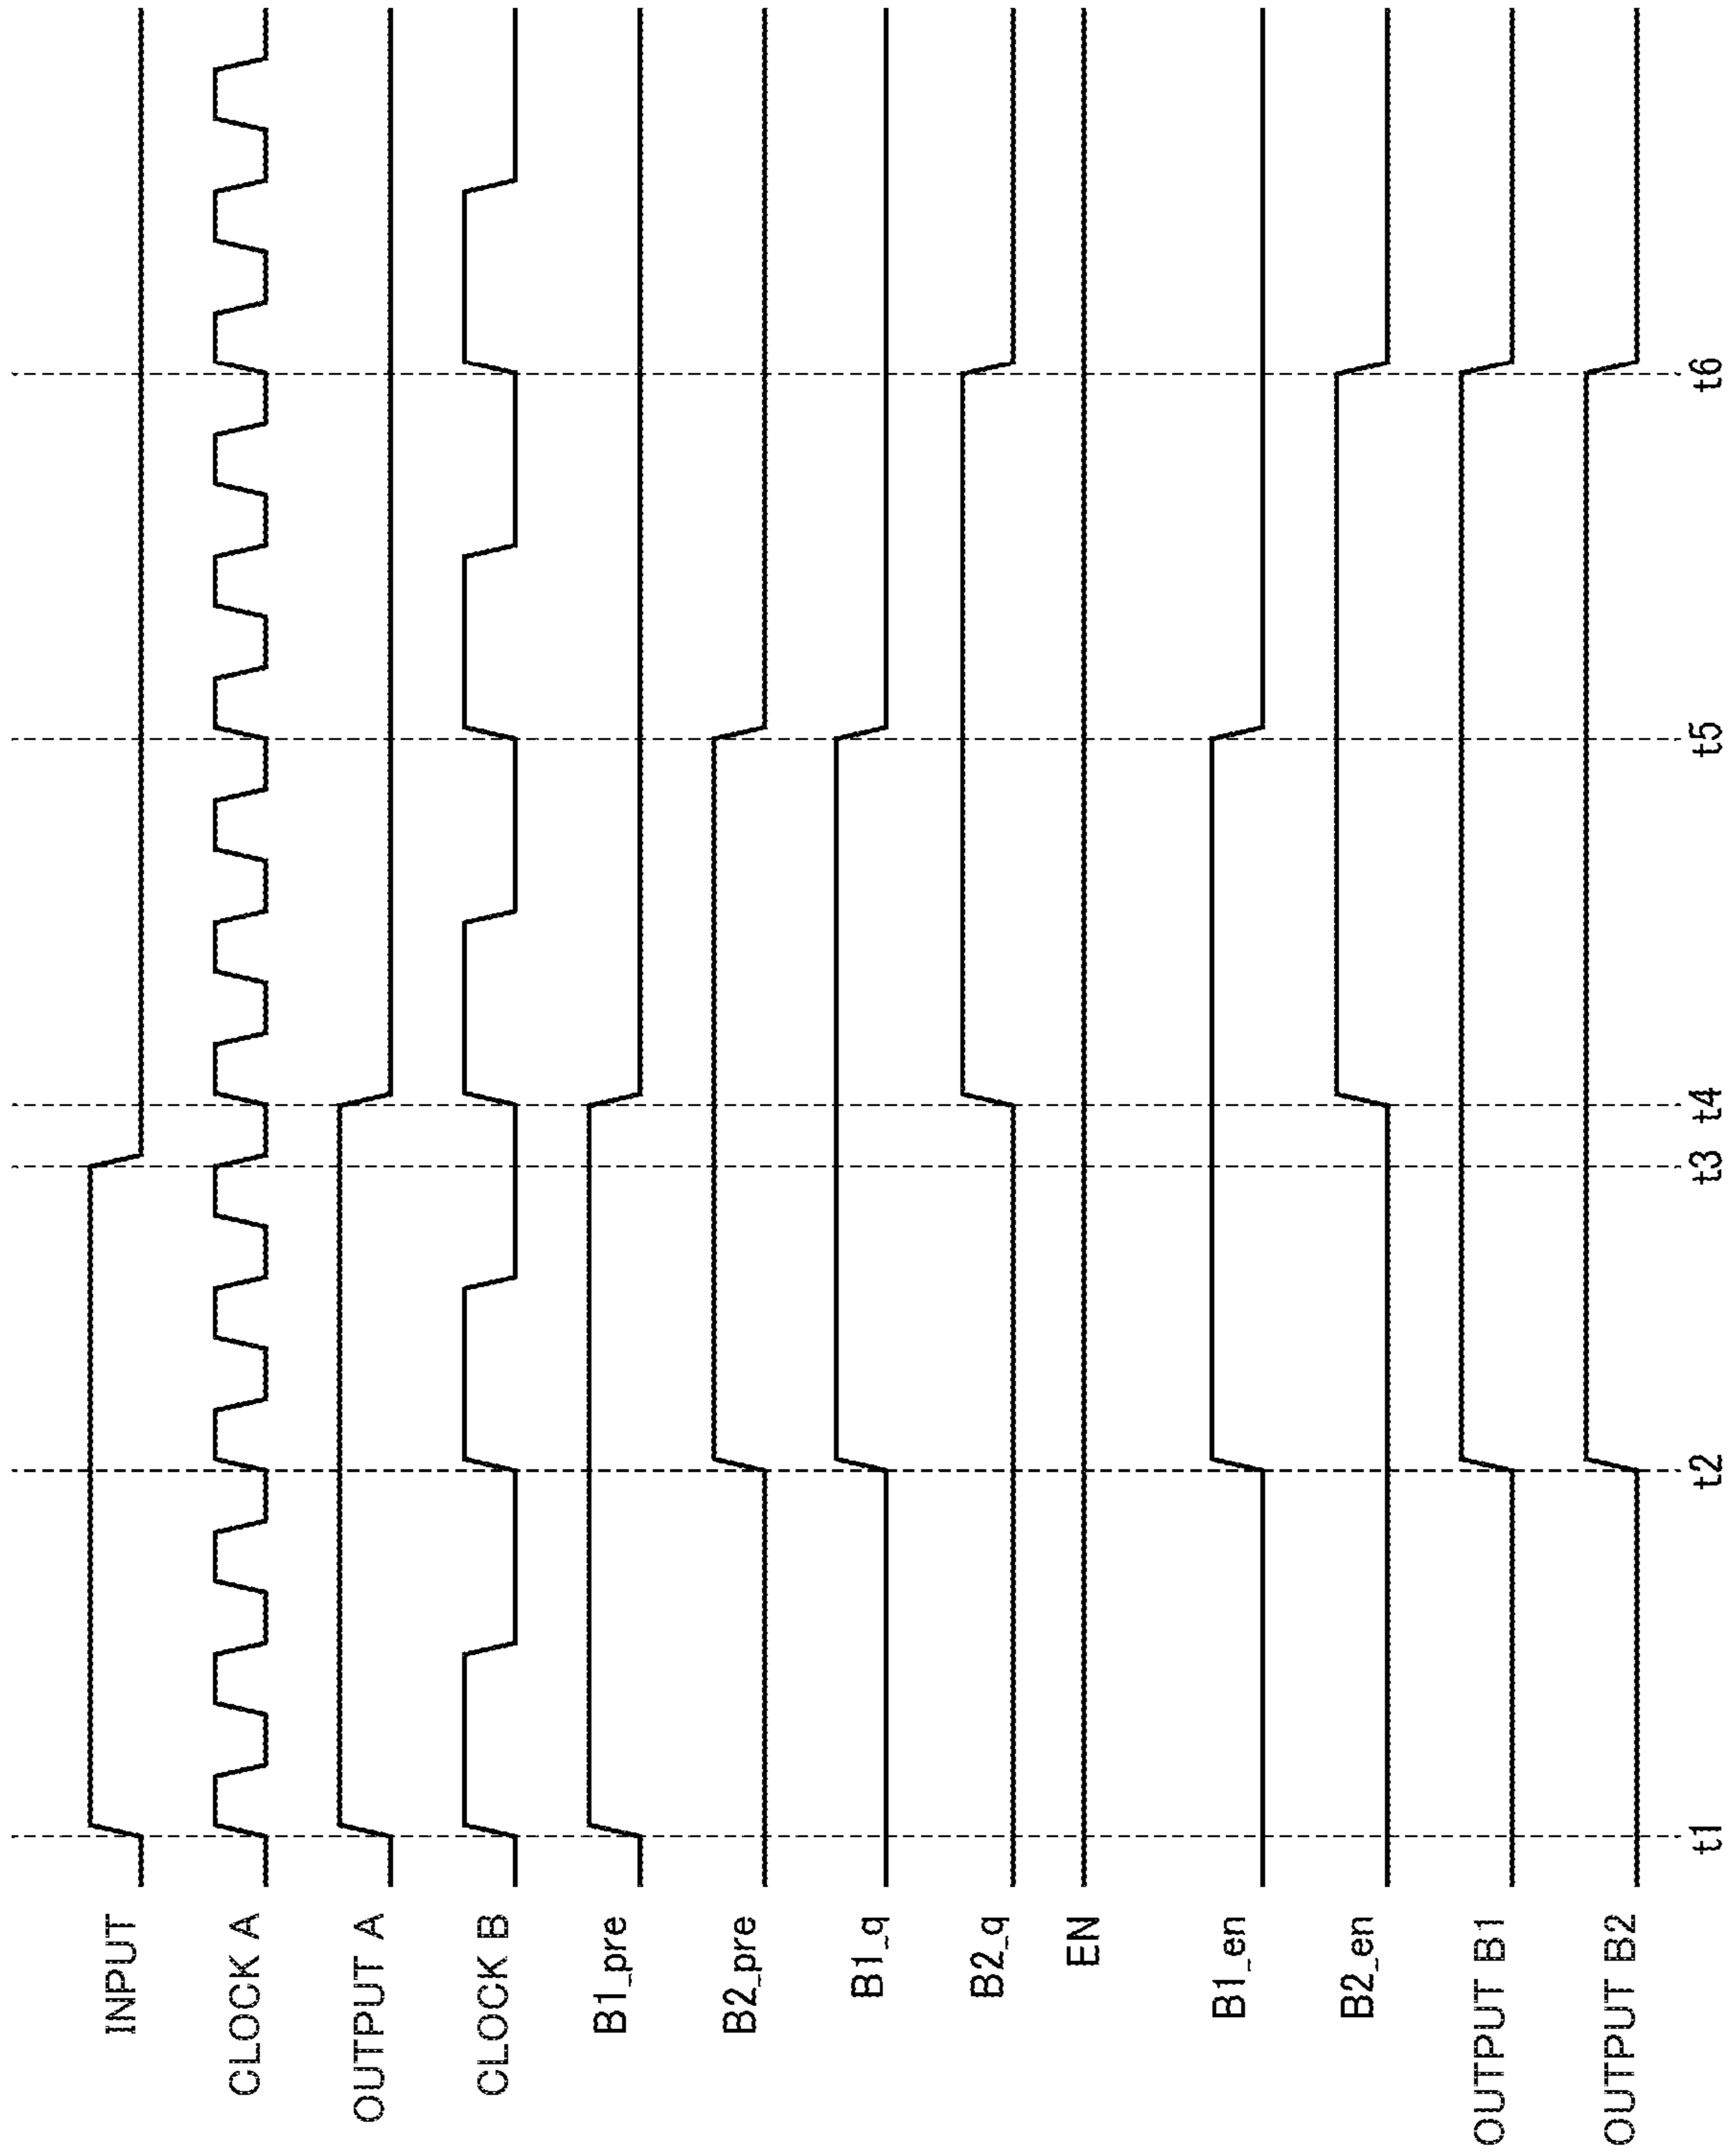 INPUT
CLOCK A
OUTPUT A
CLOCK B
B1_pre
B2_pre
B1_q
B2_q
EN
B1_en
B2_en
OUTPUT B1
OUTPUT B2
t1
t2
t3
t4
t5
t6